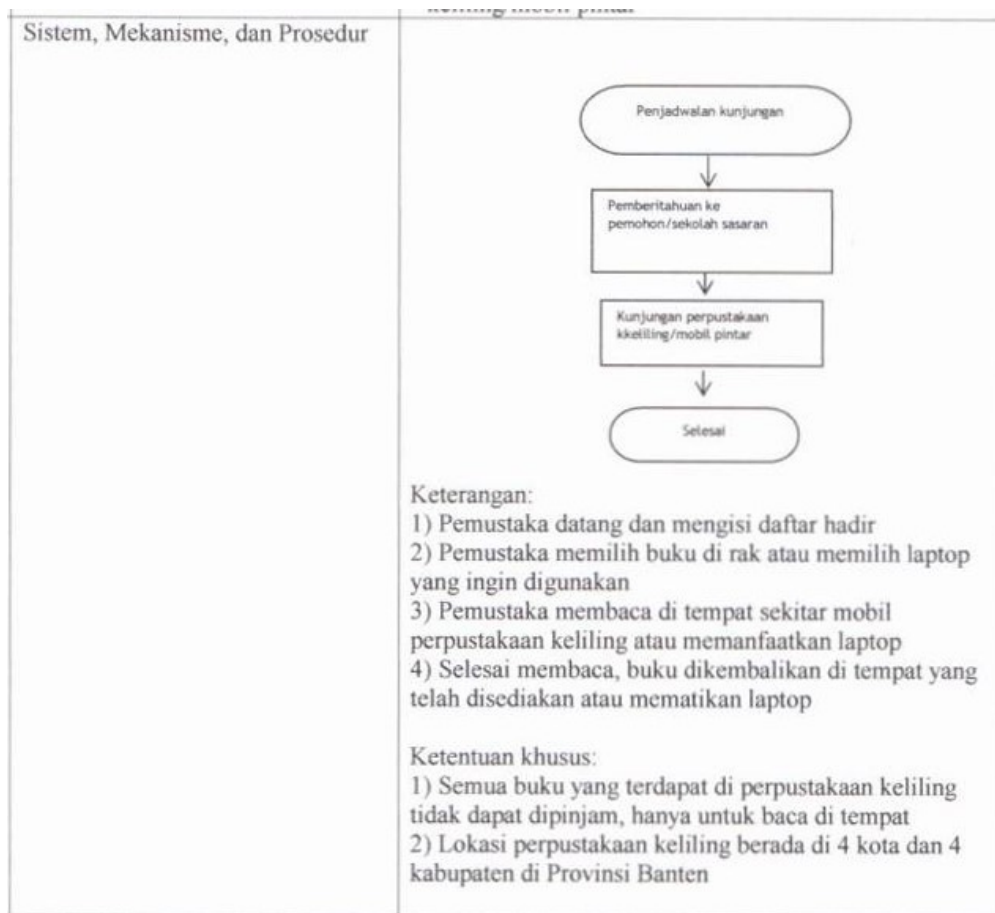 keliling/mobil pintar
Sistem, Mekanisme, dan Prosedur
Penjadwalan kunjungan
Pemberitahuan ke
pemohon/sekolah sasaran
Kunjungan perpustakaan
kkeliling/mobil pintar
Selesai
Keterangan:
1) Pemustaka datang dan mengisi daftar hadir
2) Pemustaka memilih buku di rak atau memilih laptop
yang ingin digunakan
3) Pemustaka membaca di tempat sekitar mobil
perpustakaan keliling atau memanfaatkan laptop
4) Selesai membaca, buku dikembalikan di tempat yang
telah disediakan atau mematikan laptop
Ketentuan khusus:
1) Semua buku yang terdapat di perpustakaan keliling
tidak dapat dipinjam, hanya untuk baca di tempat
2) Lokasi perpustakaan keliling berada di 4 kota dan 4
kabupaten di Provinsi Banten